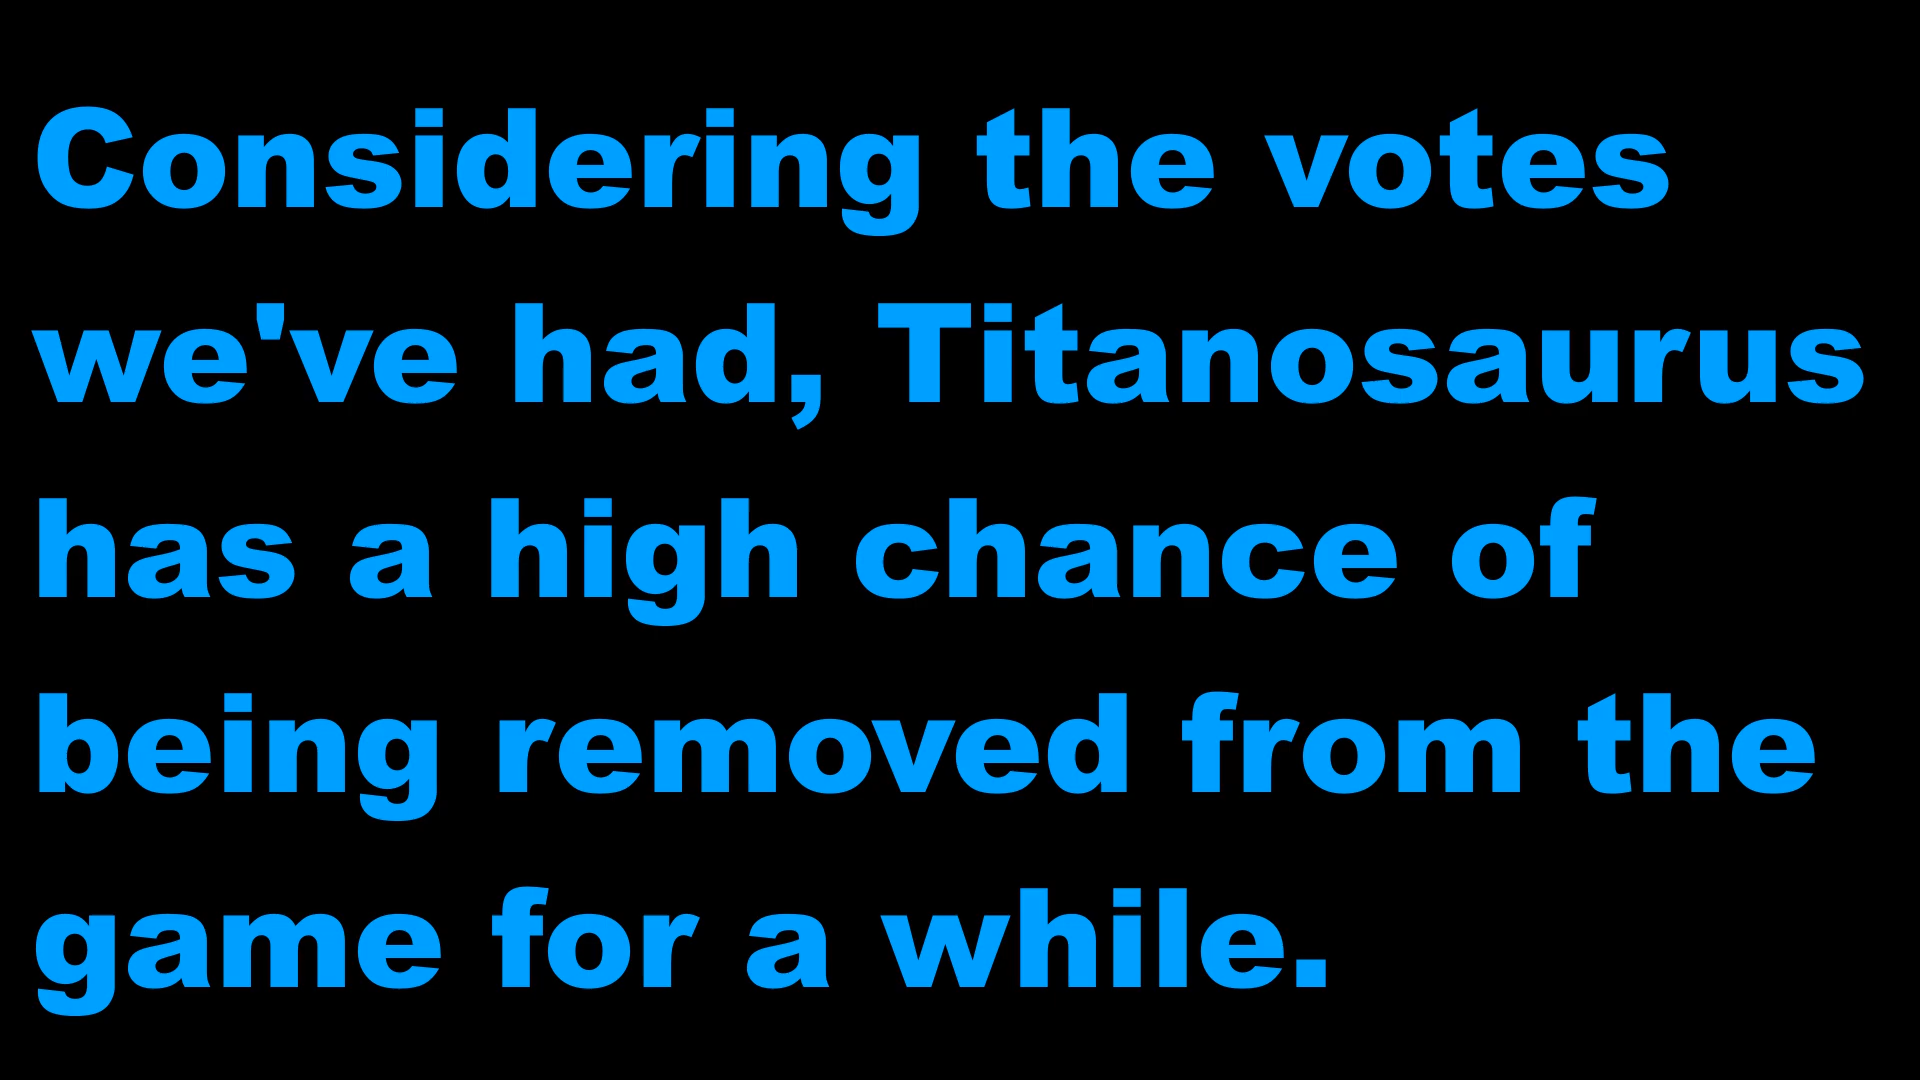 Considering the votes
we've had, Titanosaurus
has a high chance of
being removed from the
game for a while.